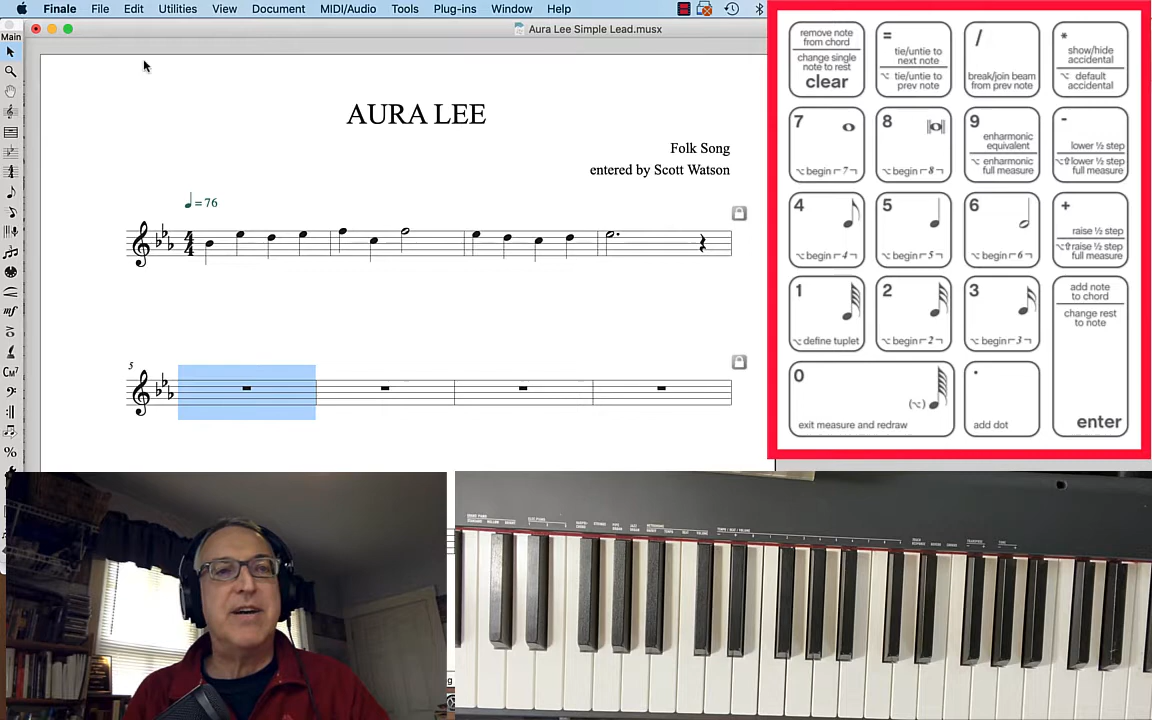 Finale File Edit Utilities View Document MIDI/Audio Tools Plug-ins Window Help
Main
Aura Lee Simple Lead.musx
AURA LEE
Folk Song
entered by Scott Watson
= 76
4
4
5
mf
CM7
%
remove note
from chord
change single
note to rest
clear
=
tie/untie to
next note
⌥ tie/untie to
prev note
/
break/join beam
from prev note
*
show/hide
accidental
⌥ default
accidental
7
⌥ begin ⌐7¬
8
⌥ begin ⌐8¬
9
enharmonic
equivalent
⌥ enharmonic
full measure
-
lower ½ step
⌥⇧lower ½ step
full measure
4
⌥ begin ⌐4¬
5
⌥ begin ⌐5¬
6
⌥ begin ⌐6¬
+
raise ½ step
⌥⇧raise ½ step
full measure
1
⌥ define tuplet
2
⌥ begin ⌐2¬
3
⌥ begin ⌐3¬
add note
to chord
change rest
to note
enter
0
(⌥)
exit measure and redraw
.
add dot